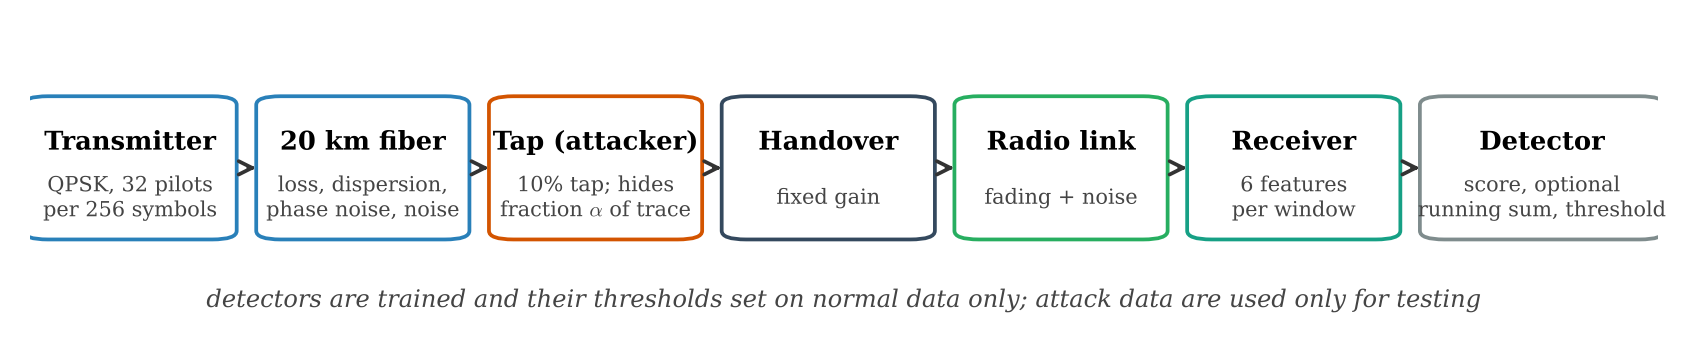 Transmitter
QPSK, 32 pilots
per 256 symbols
20 km fiber
loss, dispersion,
phase noise, noise
Tap (attacker)
10% tap; hides
fraction α of trace
Handover
fixed gain
Radio link
fading + noise
Receiver
6 features
per window
Detector
score, optional
running sum, threshold
detectors are trained and their thresholds set on normal data only; attack data are used only for testing